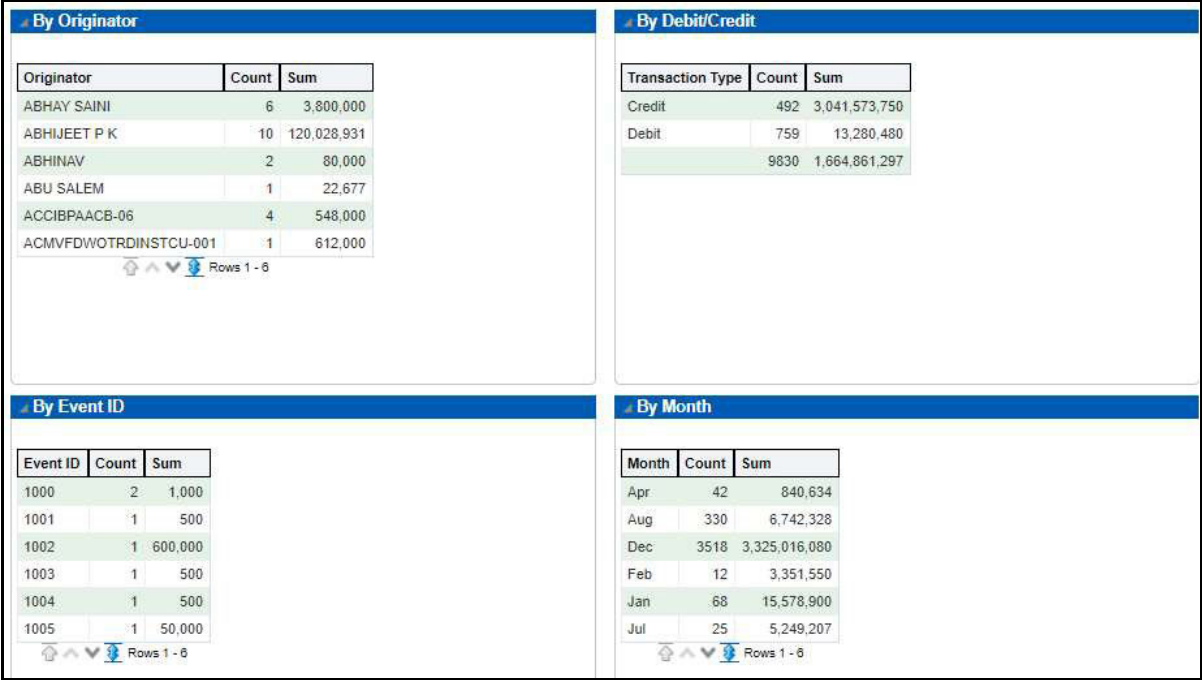 By Originator
Originator Count Sum
ABHAY SAINI 6 3,800,000
ABHIJEET P K 10 120,028,931
ABHINAV 2 80,000
ABU SALEM 1 22,677
ACCIBPAACB-06 4 548,000
ACMVFDWOTRDINSTCU-001 1 612,000
Rows 1 - 6
By Debit/Credit
Transaction Type Count Sum
Credit 492 3,041,573,750
Debit 759 13,280,480
9830 1,664,861,297
By Event ID
Event ID Count Sum
1000 2 1,000
1001 1 500
1002 1 600,000
1003 1 500
1004 1 500
1005 1 50,000
Rows 1 - 6
By Month
Month Count Sum
Apr 42 840,634
Aug 330 6,742,328
Dec 3518 3,325,016,080
Feb 12 3,351,550
Jan 68 15,578,900
Jul 25 5,249,207
Rows 1 - 6